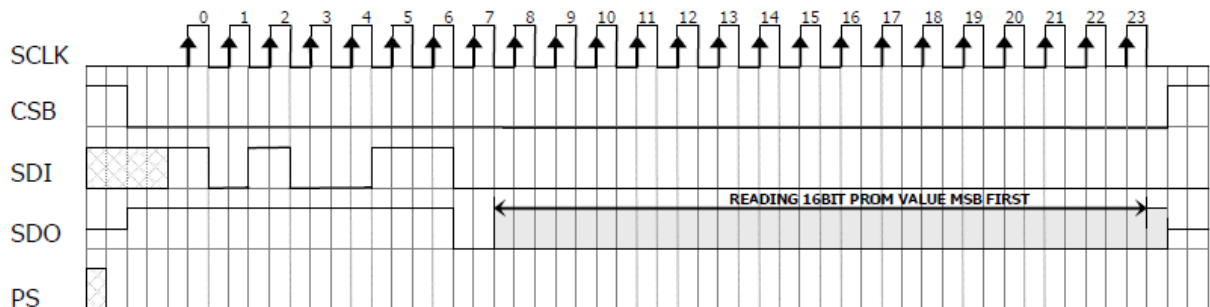 0 1 2 3 4 5 6 7 8 9 10 11 12 13 14 15 16 17 18 19 20 21 22 23
SCLK
CSB
SDI
READING 16BIT PROM VALUE MSB FIRST
SDO
PS